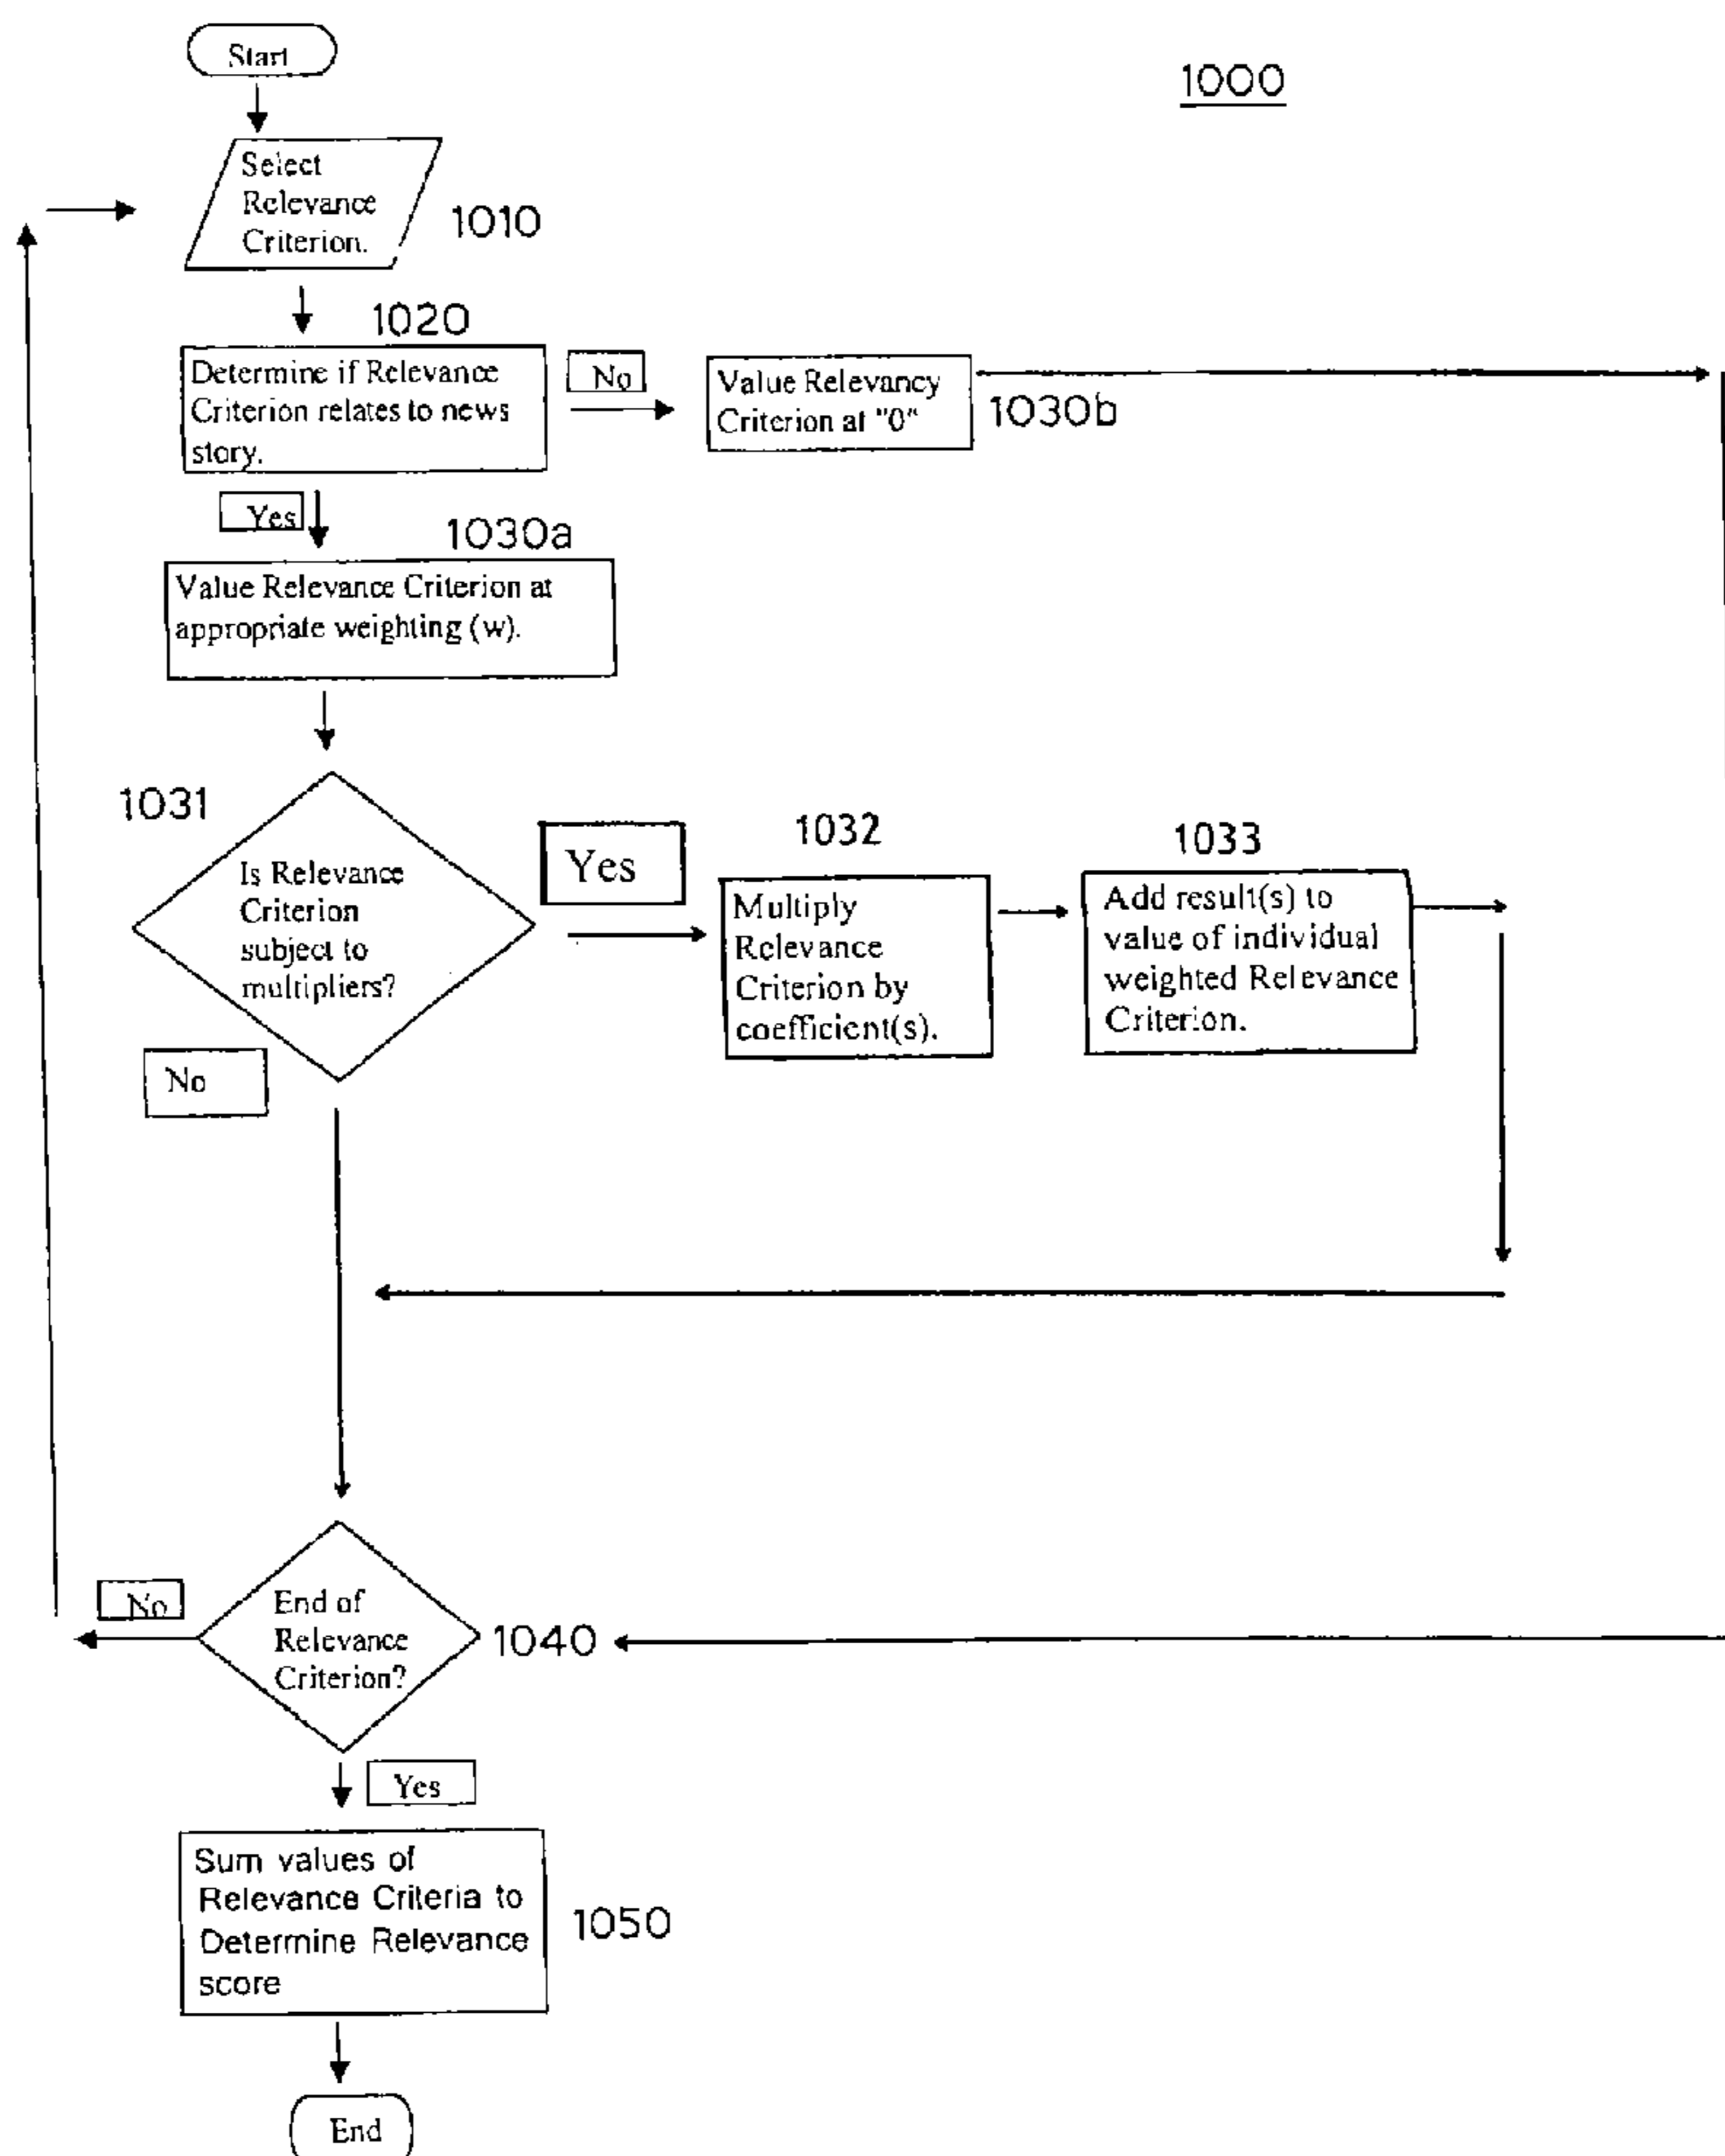 Start
1000
Select
Relevance
Criterion.
1010
1020
Determine if Relevance
Criterion relates to news
story.
No
Value Relevancy
Criterion at "0"
1030b
Yes
1030a
Value Relevance Criterion at
appropriate weighting (w).
1031
Is Relevance
Criterion
subject to
multipliers?
Yes
1032
Multiply
Relevance
Criterion by
coefficient(s).
1033
Add result(s) to
value of individual
weighted Relevance
Criterion.
No
No
End of
Relevance
Criterion?
1040
Yes
Sum values of
Relevance Criteria to
Determine Relevance
score
1050
End